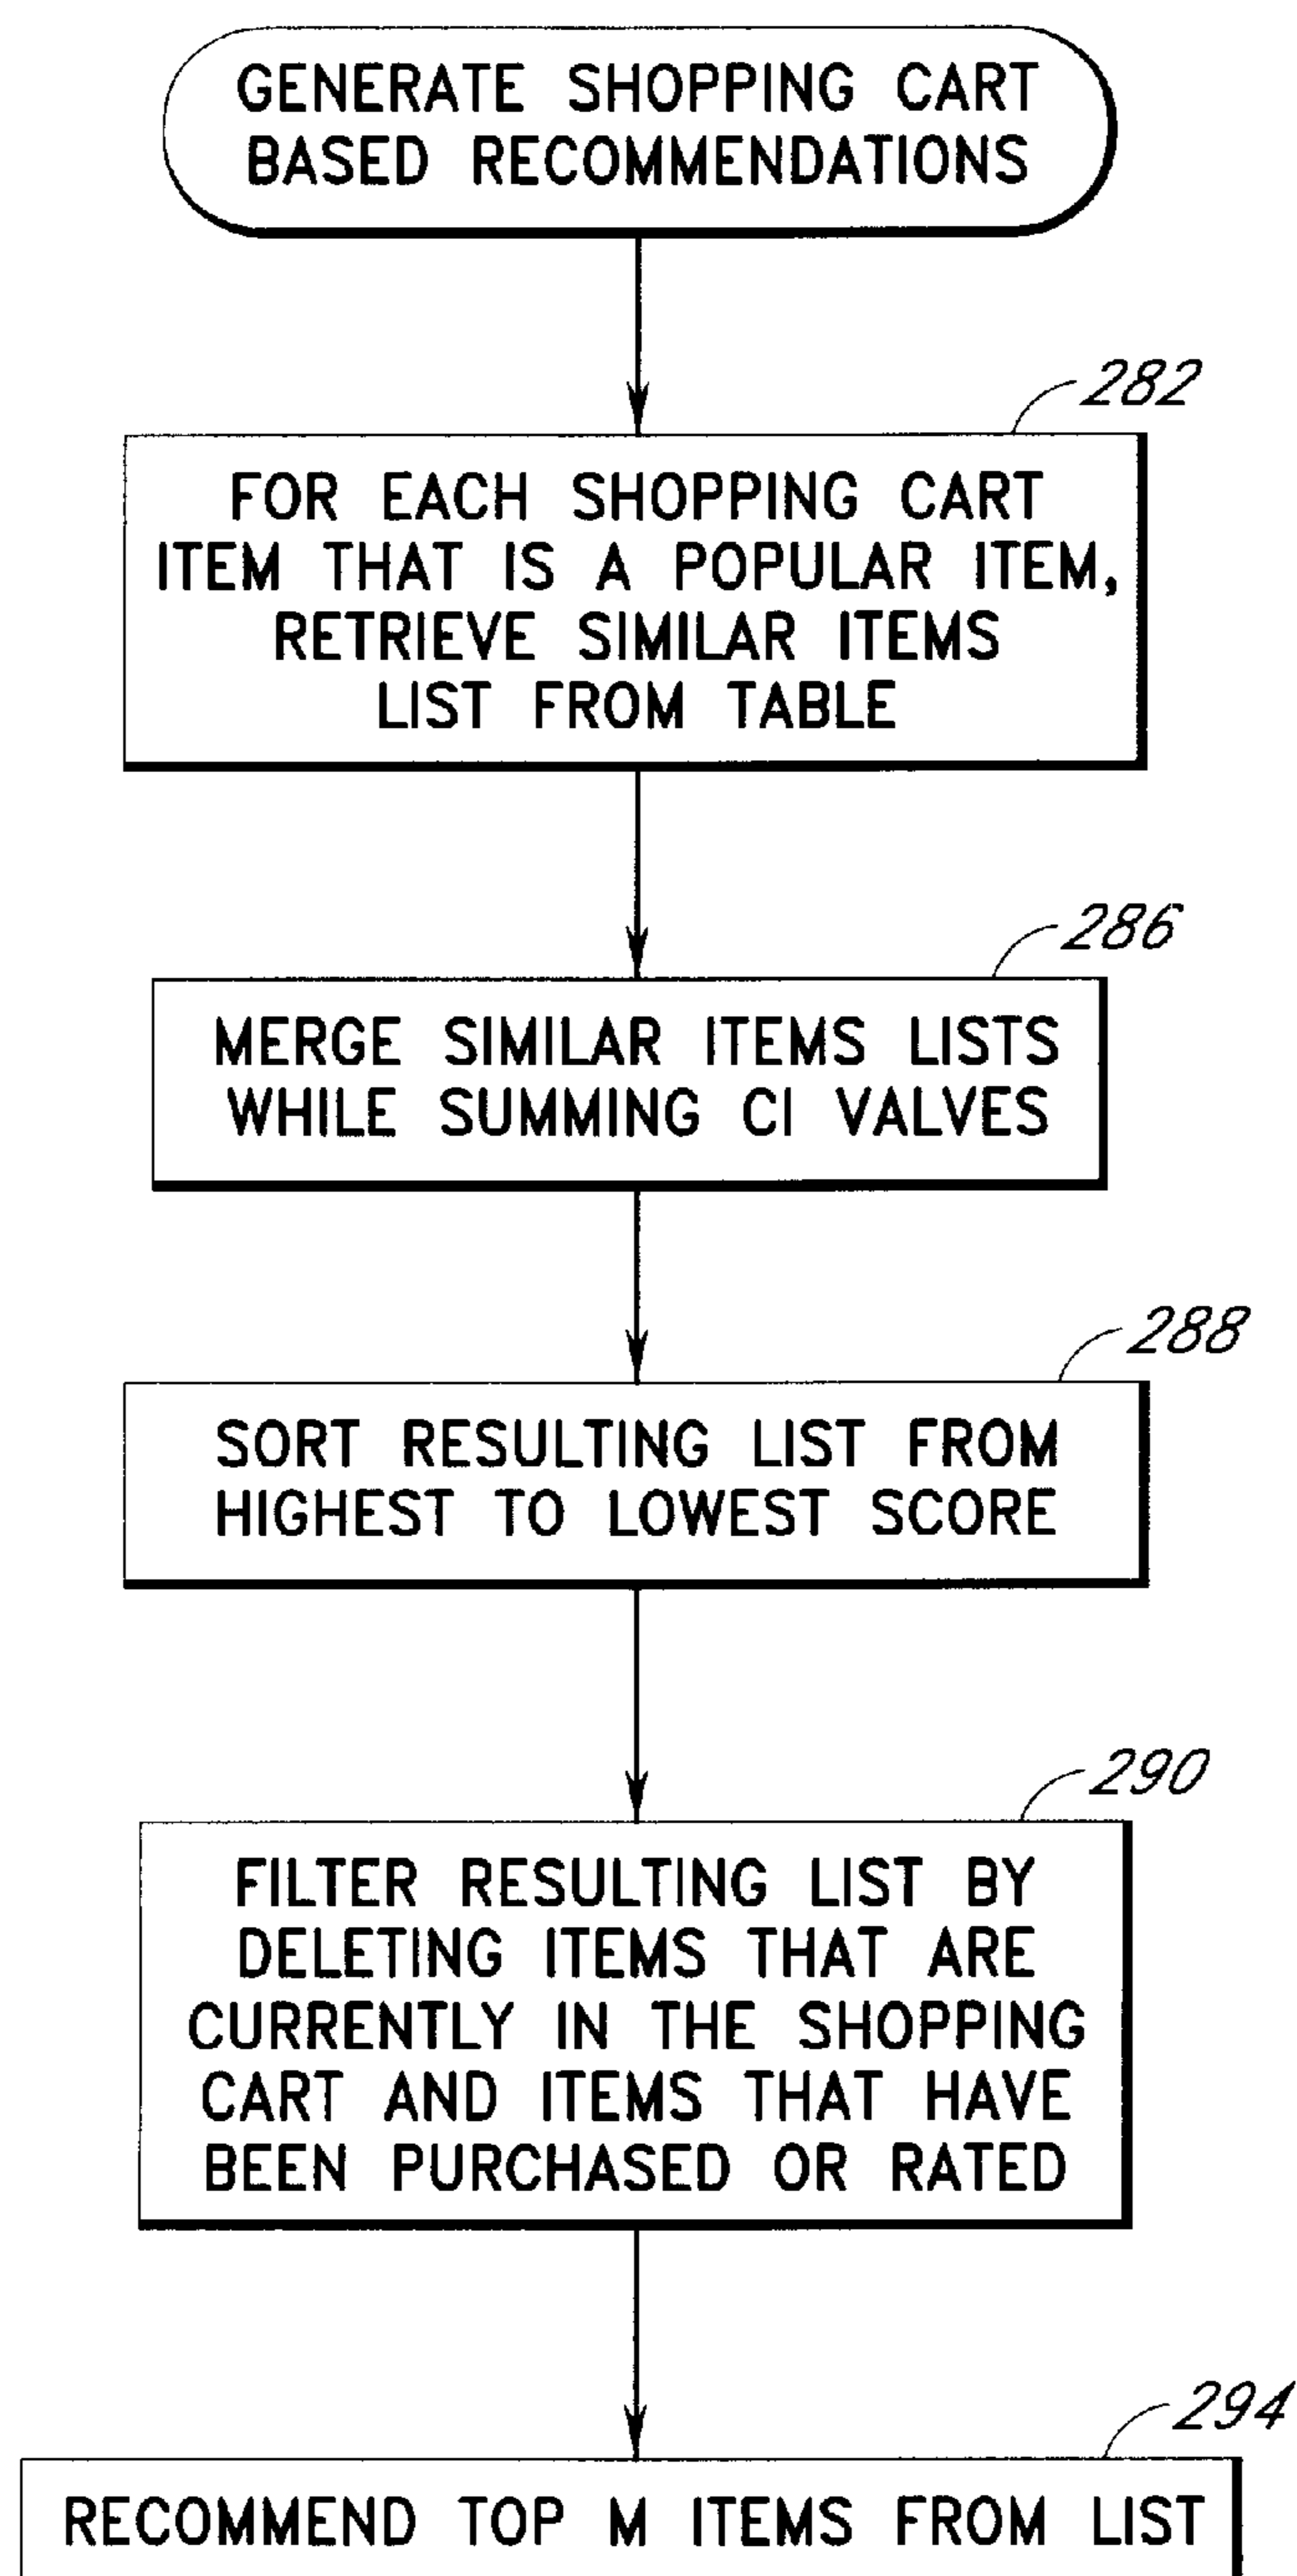 GENERATE SHOPPING CART
BASED RECOMMENDATIONS
282
FOR EACH SHOPPING CART
ITEM THAT IS A POPULAR ITEM,
RETRIEVE SIMILAR ITEMS
LIST FROM TABLE
286
MERGE SIMILAR ITEMS LISTS
WHILE SUMMING CI VALVES
288
SORT RESULTING LIST FROM
HIGHEST TO LOWEST SCORE
290
FILTER RESULTING LIST BY
DELETING ITEMS THAT ARE
CURRENTLY IN THE SHOPPING
CART AND ITEMS THAT HAVE
BEEN PURCHASED OR RATED
294
RECOMMEND TOP M ITEMS FROM LIST